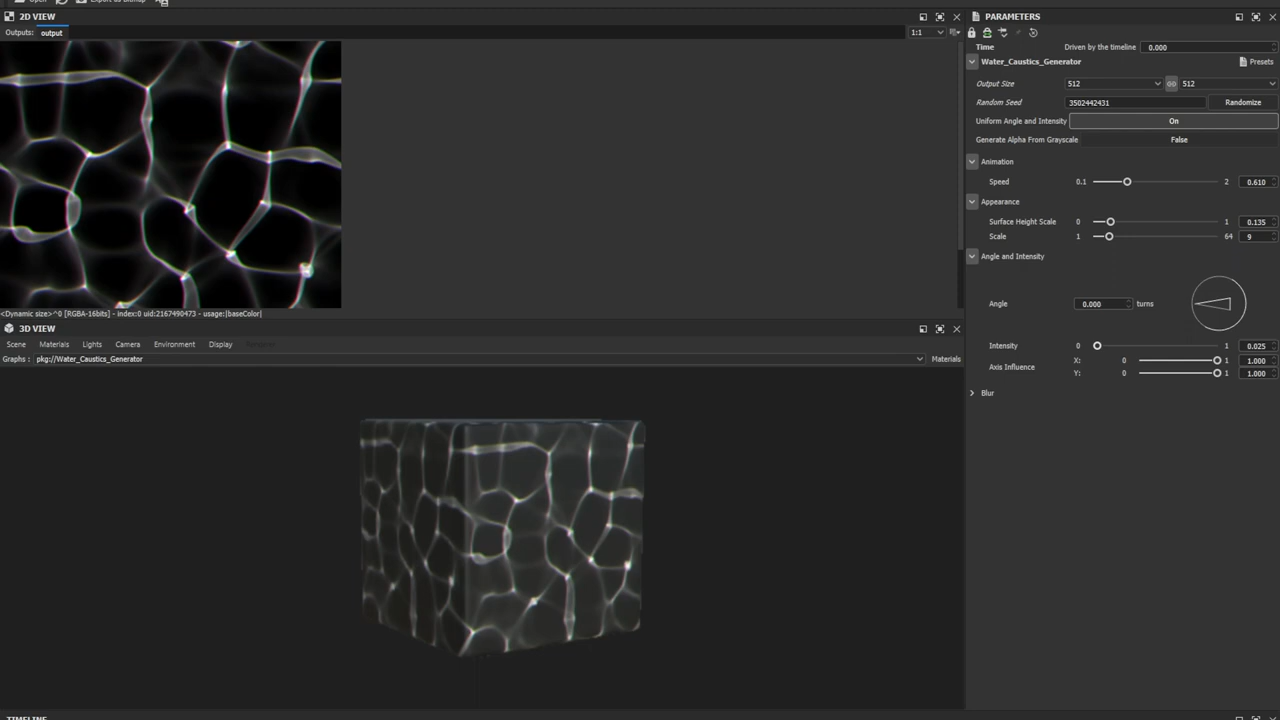 Open
Export as Bitmap
2D VIEW
Outputs: output
1:1
<Dynamic size>^0 [RGBA-16bits] - index:0 uid:2167490473 - usage:|baseColor|
3D VIEW
Scene Materials Lights Camera Environment Display Renderer
Graphs : pkg://Water_Caustics_Generator Materials
TIMELINE
PARAMETERS
Time Driven by the timeline 0.000
Water_Caustics_Generator Presets
Output Size 512 512
Random Seed 3502442431 Randomize
Uniform Angle and Intensity On
Generate Alpha From Grayscale False
Animation
Speed 0.1 2 0.610
Appearance
Surface Height Scale 0 1 0.135
Scale 1 64 9
Angle and Intensity
Angle 0.000 turns
Intensity 0 1 0.025
Axis Influence
X: 0 1 1.000
Y: 0 1 1.000
Blur